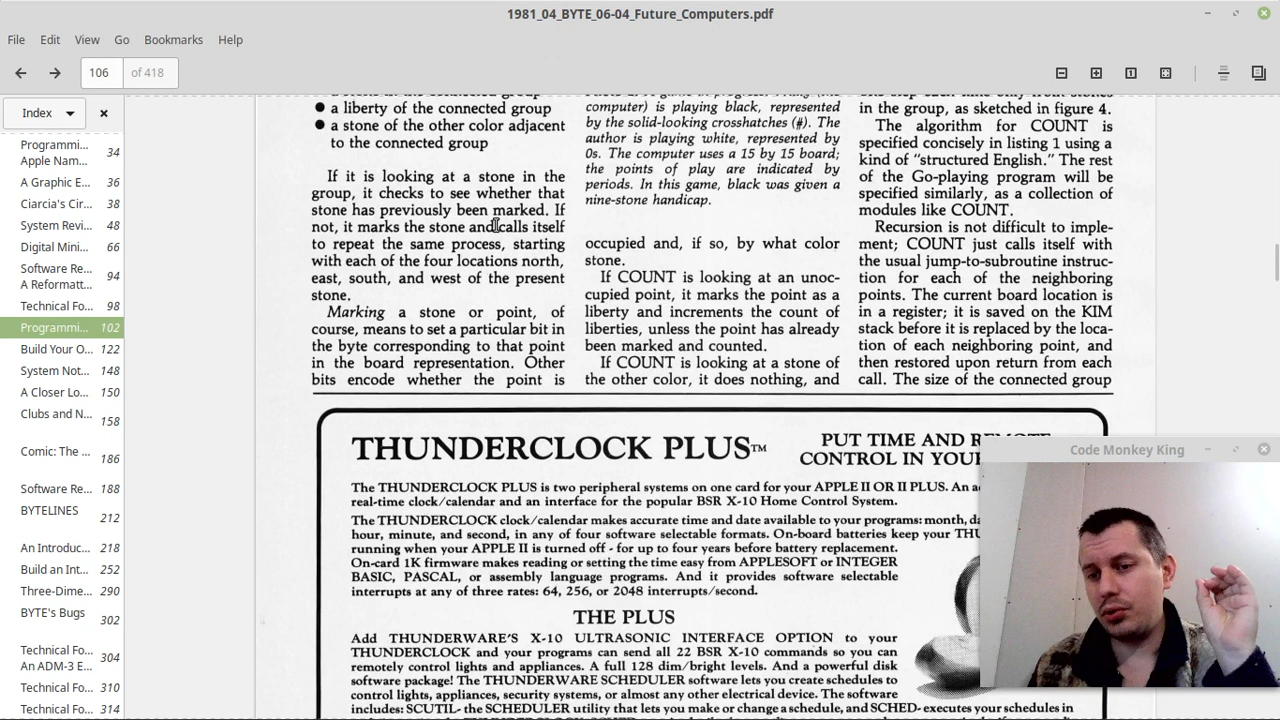 1981_04_BYTE_06-04_Future_Computers.pdf
File Edit View Go Bookmarks Help
106 of 418
Index
Programmi...
Apple Nam... 34
A Graphic E... 36
Ciarcia's Cir... 38
System Revi... 48
Digital Mini... 66
Software Re...
A Reformatt... 94
Technical Fo... 98
Programmi... 102
Build Your O... 122
System Not... 148
A Closer Lo... 150
Clubs and N... 158
Comic: The ... 186
Software Re... 188
BYTELINES 212
An Introduc... 218
Build an Int... 252
Three-Dime... 290
BYTE's Bugs 302
Technical Fo...
An ADM-3 E... 304
Technical Fo... 310
Technical Fo... 314
● a liberty of the connected group
● a stone of the other color adjacent
to the connected group
If it is looking at a stone in the
group, it checks to see whether that
stone has previously been marked. If
not, it marks the stone and calls itself
to repeat the same process, starting
with each of the four locations north,
east, south, and west of the present
stone.
Marking a stone or point, of
course, means to set a particular bit in
the byte corresponding to that point
in the board representation. Other
bits encode whether the point is
computer) is playing black, represented
by the solid-looking crosshatches (#). The
author is playing white, represented by
0s. The computer uses a 15 by 15 board;
the points of play are indicated by
periods. In this game, black was given a
nine-stone handicap.
occupied and, if so, by what color
stone.
If COUNT is looking at an unoc-
cupied point, it marks the point as a
liberty and increments the count of
liberties, unless the point has already
been marked and counted.
If COUNT is looking at a stone of
the other color, it does nothing, and
in the group, as sketched in figure 4.
The algorithm for COUNT is
specified concisely in listing 1 using a
kind of "structured English." The rest
of the Go-playing program will be
specified similarly, as a collection of
modules like COUNT.
Recursion is not difficult to imple-
ment; COUNT just calls itself with
the usual jump-to-subroutine instruc-
tion for each of the neighboring
points. The current board location is
in a register; it is saved on the KIM
stack before it is replaced by the loca-
tion of each neighboring point, and
then restored upon return from each
call. The size of the connected group
THUNDERCLOCK PLUS™
PUT TIME AND REMOTE
CONTROL IN YOUR
The THUNDERCLOCK PLUS is two peripheral systems on one card for your APPLE II OR II PLUS. An
real-time clock/calendar and an interface for the popular BSR X-10 Home Control System.
The THUNDERCLOCK clock/calendar makes accurate time and date available to your programs: month,
hour, minute, and second, in any of four software selectable formats. On-board batteries keep your
running when your APPLE II is turned off - for up to four years before battery replacement.
On-card 1K firmware makes reading or setting the time easy from APPLESOFT or INTEGER
BASIC, PASCAL, or assembly language programs. And it provides software selectable
interrupts at any of three rates: 64, 256, or 2048 interrupts/second.
THE PLUS
Add THUNDERWARE'S X-10 ULTRASONIC INTERFACE OPTION to your
THUNDERCLOCK and your programs can send all 22 BSR X-10 commands so you can
remotely control lights and appliances. A full 128 dim/bright levels. And a powerful disk
software package! The THUNDERWARE SCHEDULER software lets you create schedules to
control lights, appliances, security systems, or almost any other electrical device. The software
includes: SCUTIL- the SCHEDULER utility that lets you make or change a schedule, and SCHED- executes your schedules in
Code Monkey King